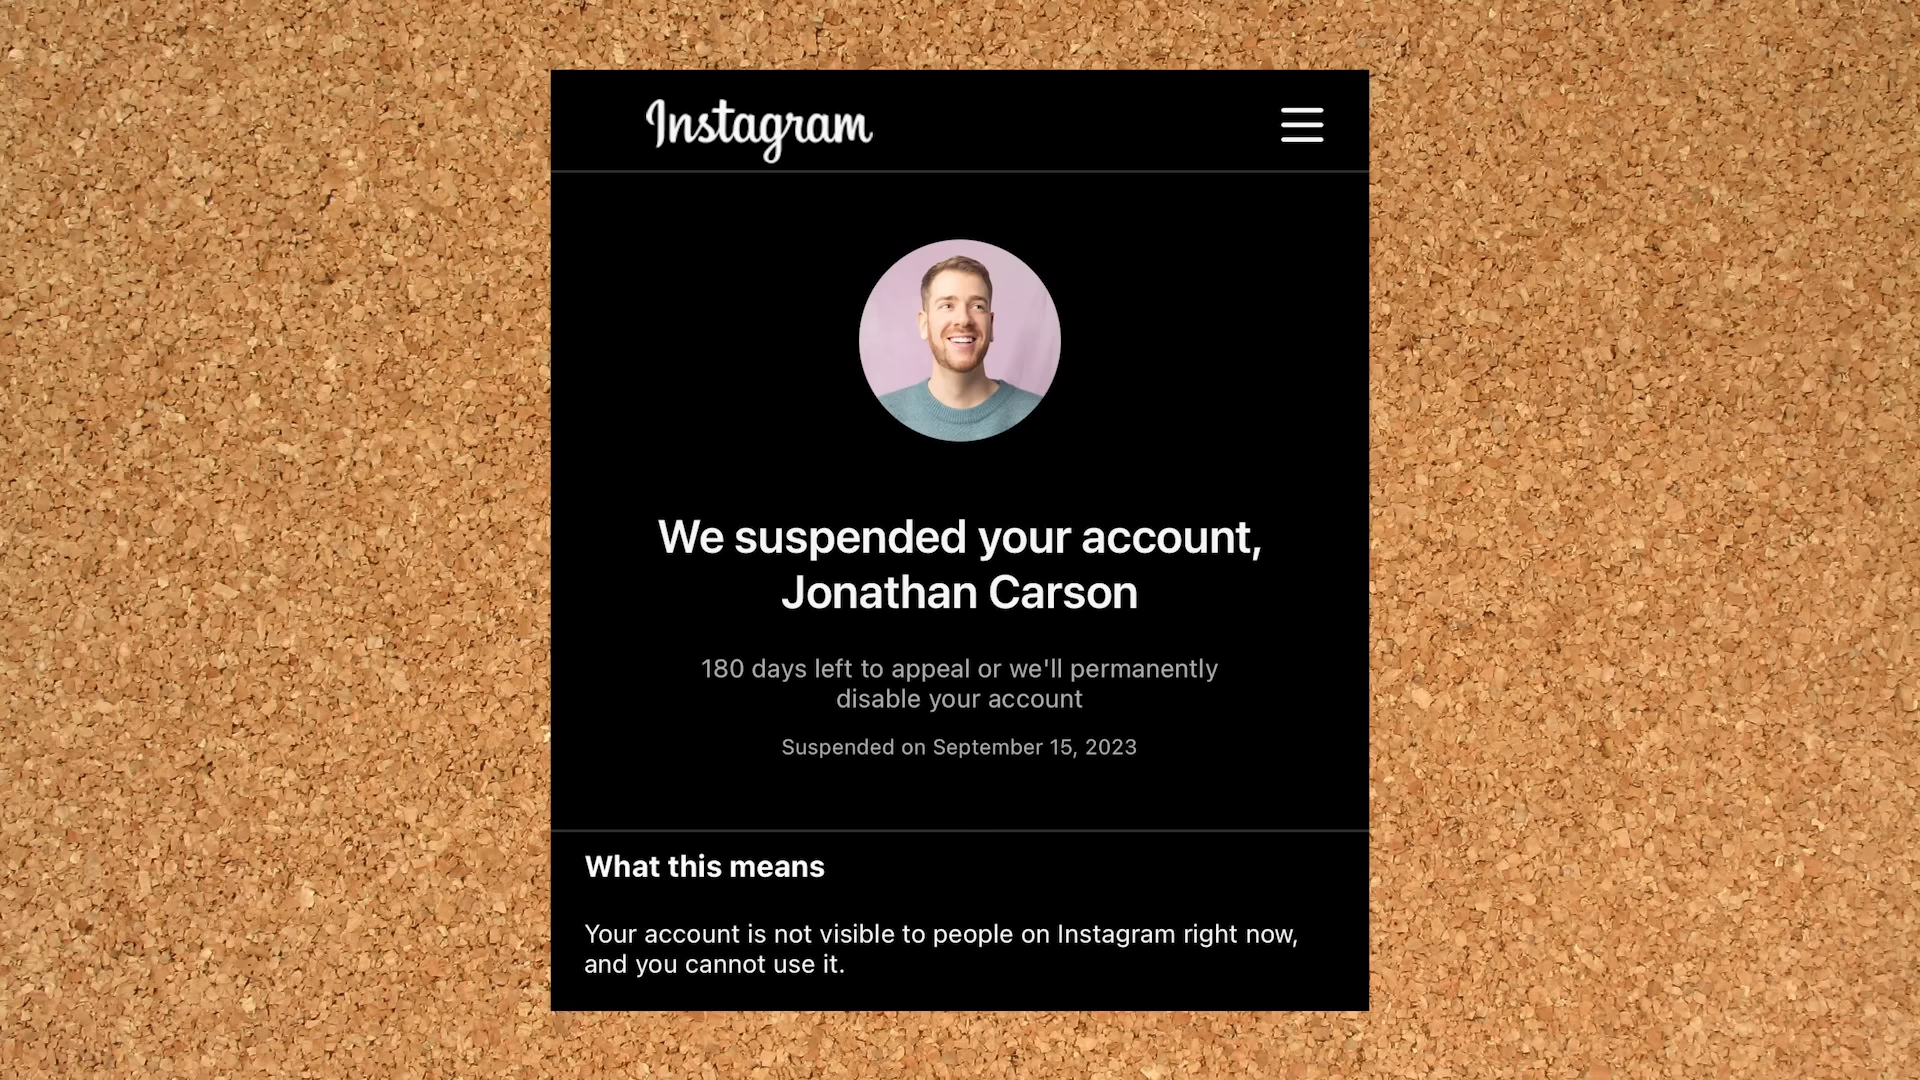 Instagram
We suspended your account,
Jonathan Carson
180 days left to appeal or we'll permanently
disable your account
Suspended on September 15, 2023
What this means
Your account is not visible to people on Instagram right now,
and you cannot use it.